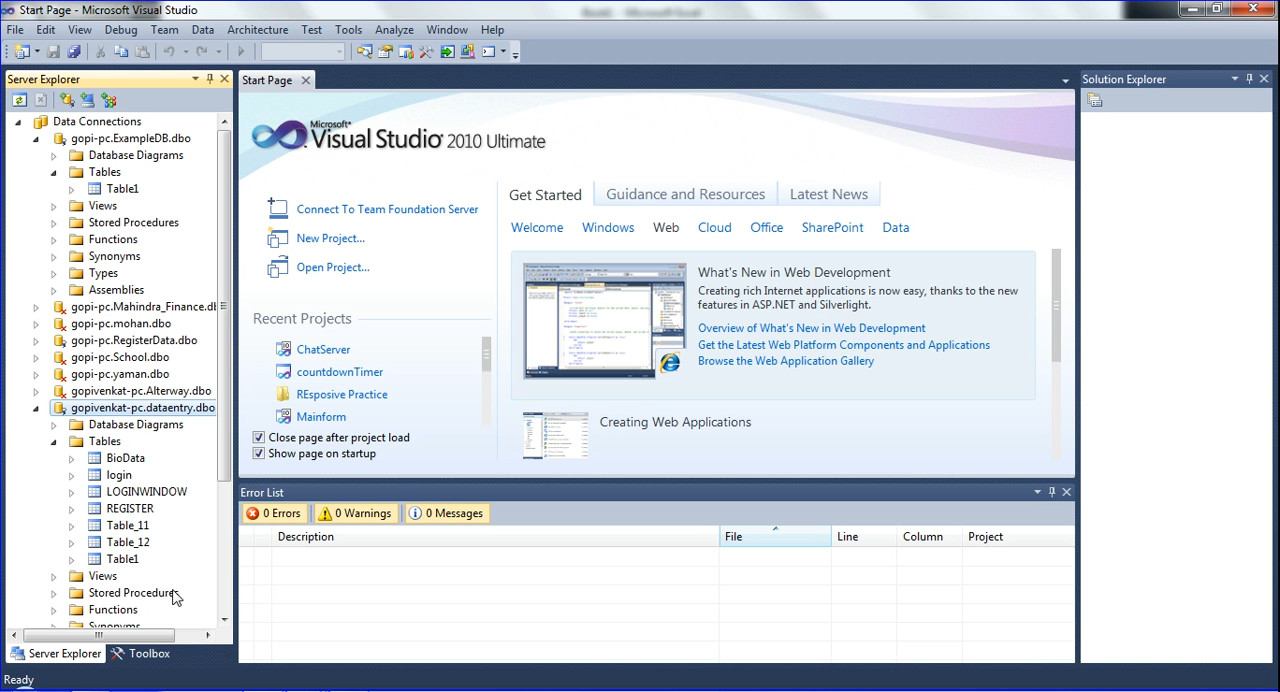 Start Page - Microsoft Visual Studio
File Edit View Debug Team Data Architecture Test Tools Analyze Window Help
Server Explorer
Data Connections
gopi-pc.ExampleDB.dbo
Database Diagrams
Tables
Table1
Views
Stored Procedures
Functions
Synonyms
Types
Assemblies
gopi-pc.Mahindra_Finance.db
gopi-pc.mohan.dbo
gopi-pc.RegisterData.dbo
gopi-pc.School.dbo
gopi-pc.yaman.dbo
gopivenkat-pc.Alterway.dbo
gopivenkat-pc.dataentry.dbo
Database Diagrams
Tables
BioData
login
LOGINWINDOW
REGISTER
Table_11
Table_12
Table1
Views
Stored Procedures
Functions
Synonyms
Server Explorer Toolbox
Start Page
Microsoft®
Visual Studio® 2010 Ultimate
Connect To Team Foundation Server
New Project...
Open Project...
Recent Projects
ChatServer
countdownTimer
REsposive Practice
Mainform
Close page after project load
Show page on startup
Get Started Guidance and Resources Latest News
Welcome Windows Web Cloud Office SharePoint Data
What's New in Web Development
Creating rich Internet applications is now easy, thanks to the new
features in ASP.NET and Silverlight.
Overview of What's New in Web Development
Get the Latest Web Platform Components and Applications
Browse the Web Application Gallery
Creating Web Applications
Error List
0 Errors 0 Warnings 0 Messages
Description File Line Column Project
Solution Explorer
Ready